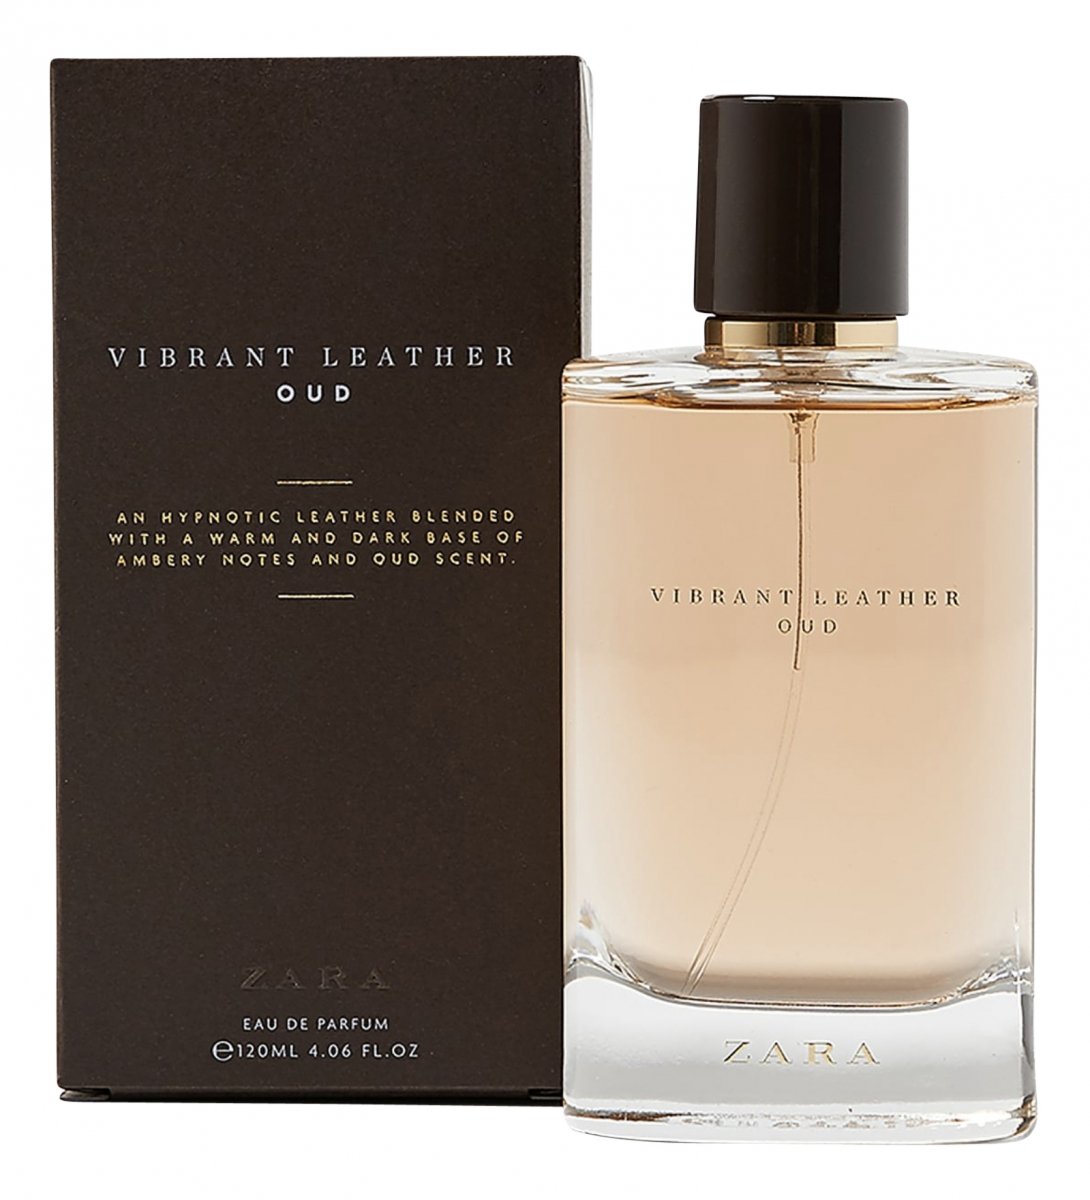 VIBRANT LEATHER
OUD
AN HYPNOTIC LEATHER BLENDED
WITH A WARM AND DARK BASE OF
AMBERY NOTES AND OUD SCENT.
ZARA
EAU DE PARFUM
℮120ML 4.06 FL.OZ
VIBRANT LEATHER
OUD
ZARA